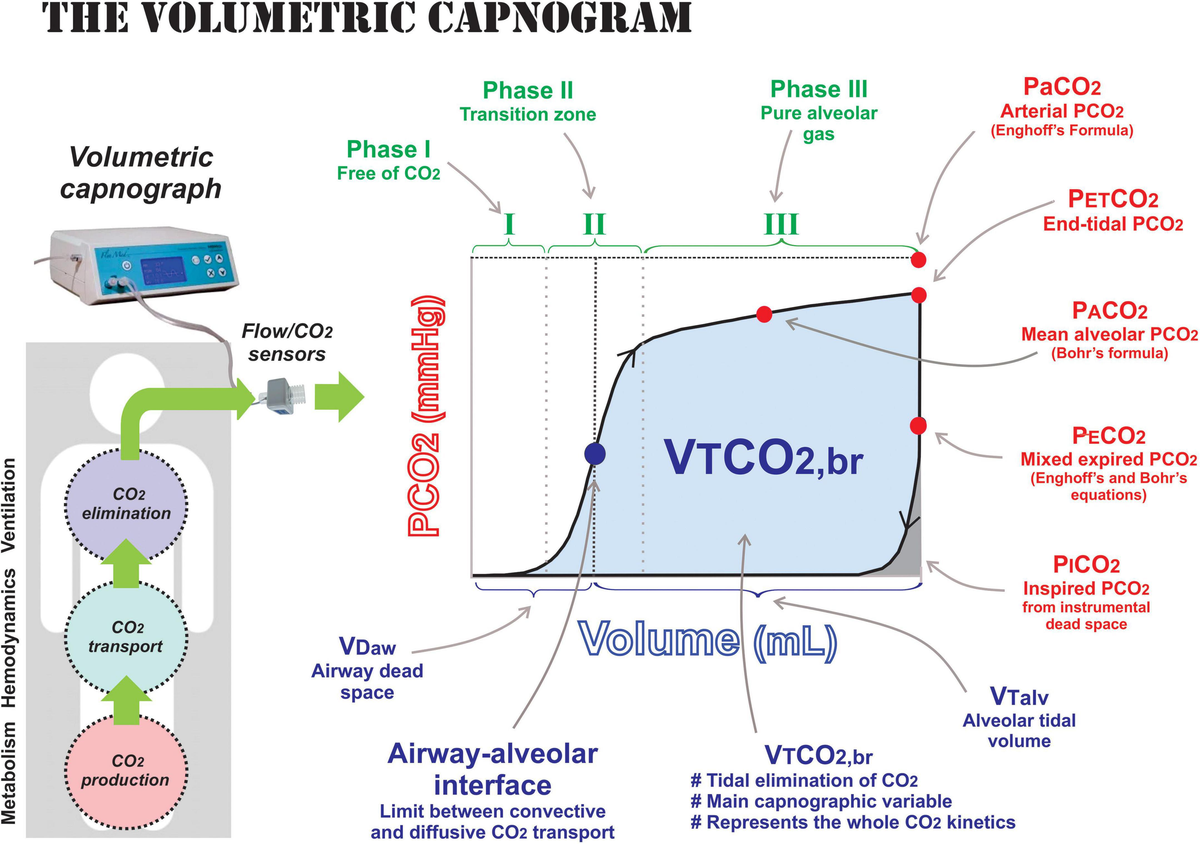 THE VOLUMETRIC CAPNOGRAM
Volumetric
capnograph
Flow/CO2
sensors
Metabolism Hemodynamics Ventilation
CO2
elimination
CO2
transport
CO2
production
Phase I
Free of CO2
Phase II
Transition zone
Phase III
Pure alveolar
gas
I
II
III
PCO2 (mmHg)
Volume (mL)
VTCO2,br
PaCO2
Arterial PCO2
(Enghoff's Formula)
PETCO2
End-tidal PCO2
PACO2
Mean alveolar PCO2
(Bohr's formula)
PECO2
Mixed expired PCO2
(Enghoff's and Bohr's
equations)
PICO2
Inspired PCO2
from instrumental
dead space
VDaw
Airway dead
space
Airway-alveolar
interface
Limit between convective
and diffusive CO2 transport
VTCO2,br
# Tidal elimination of CO2
# Main capnographic variable
# Represents the whole CO2 kinetics
VTalv
Alveolar tidal
volume